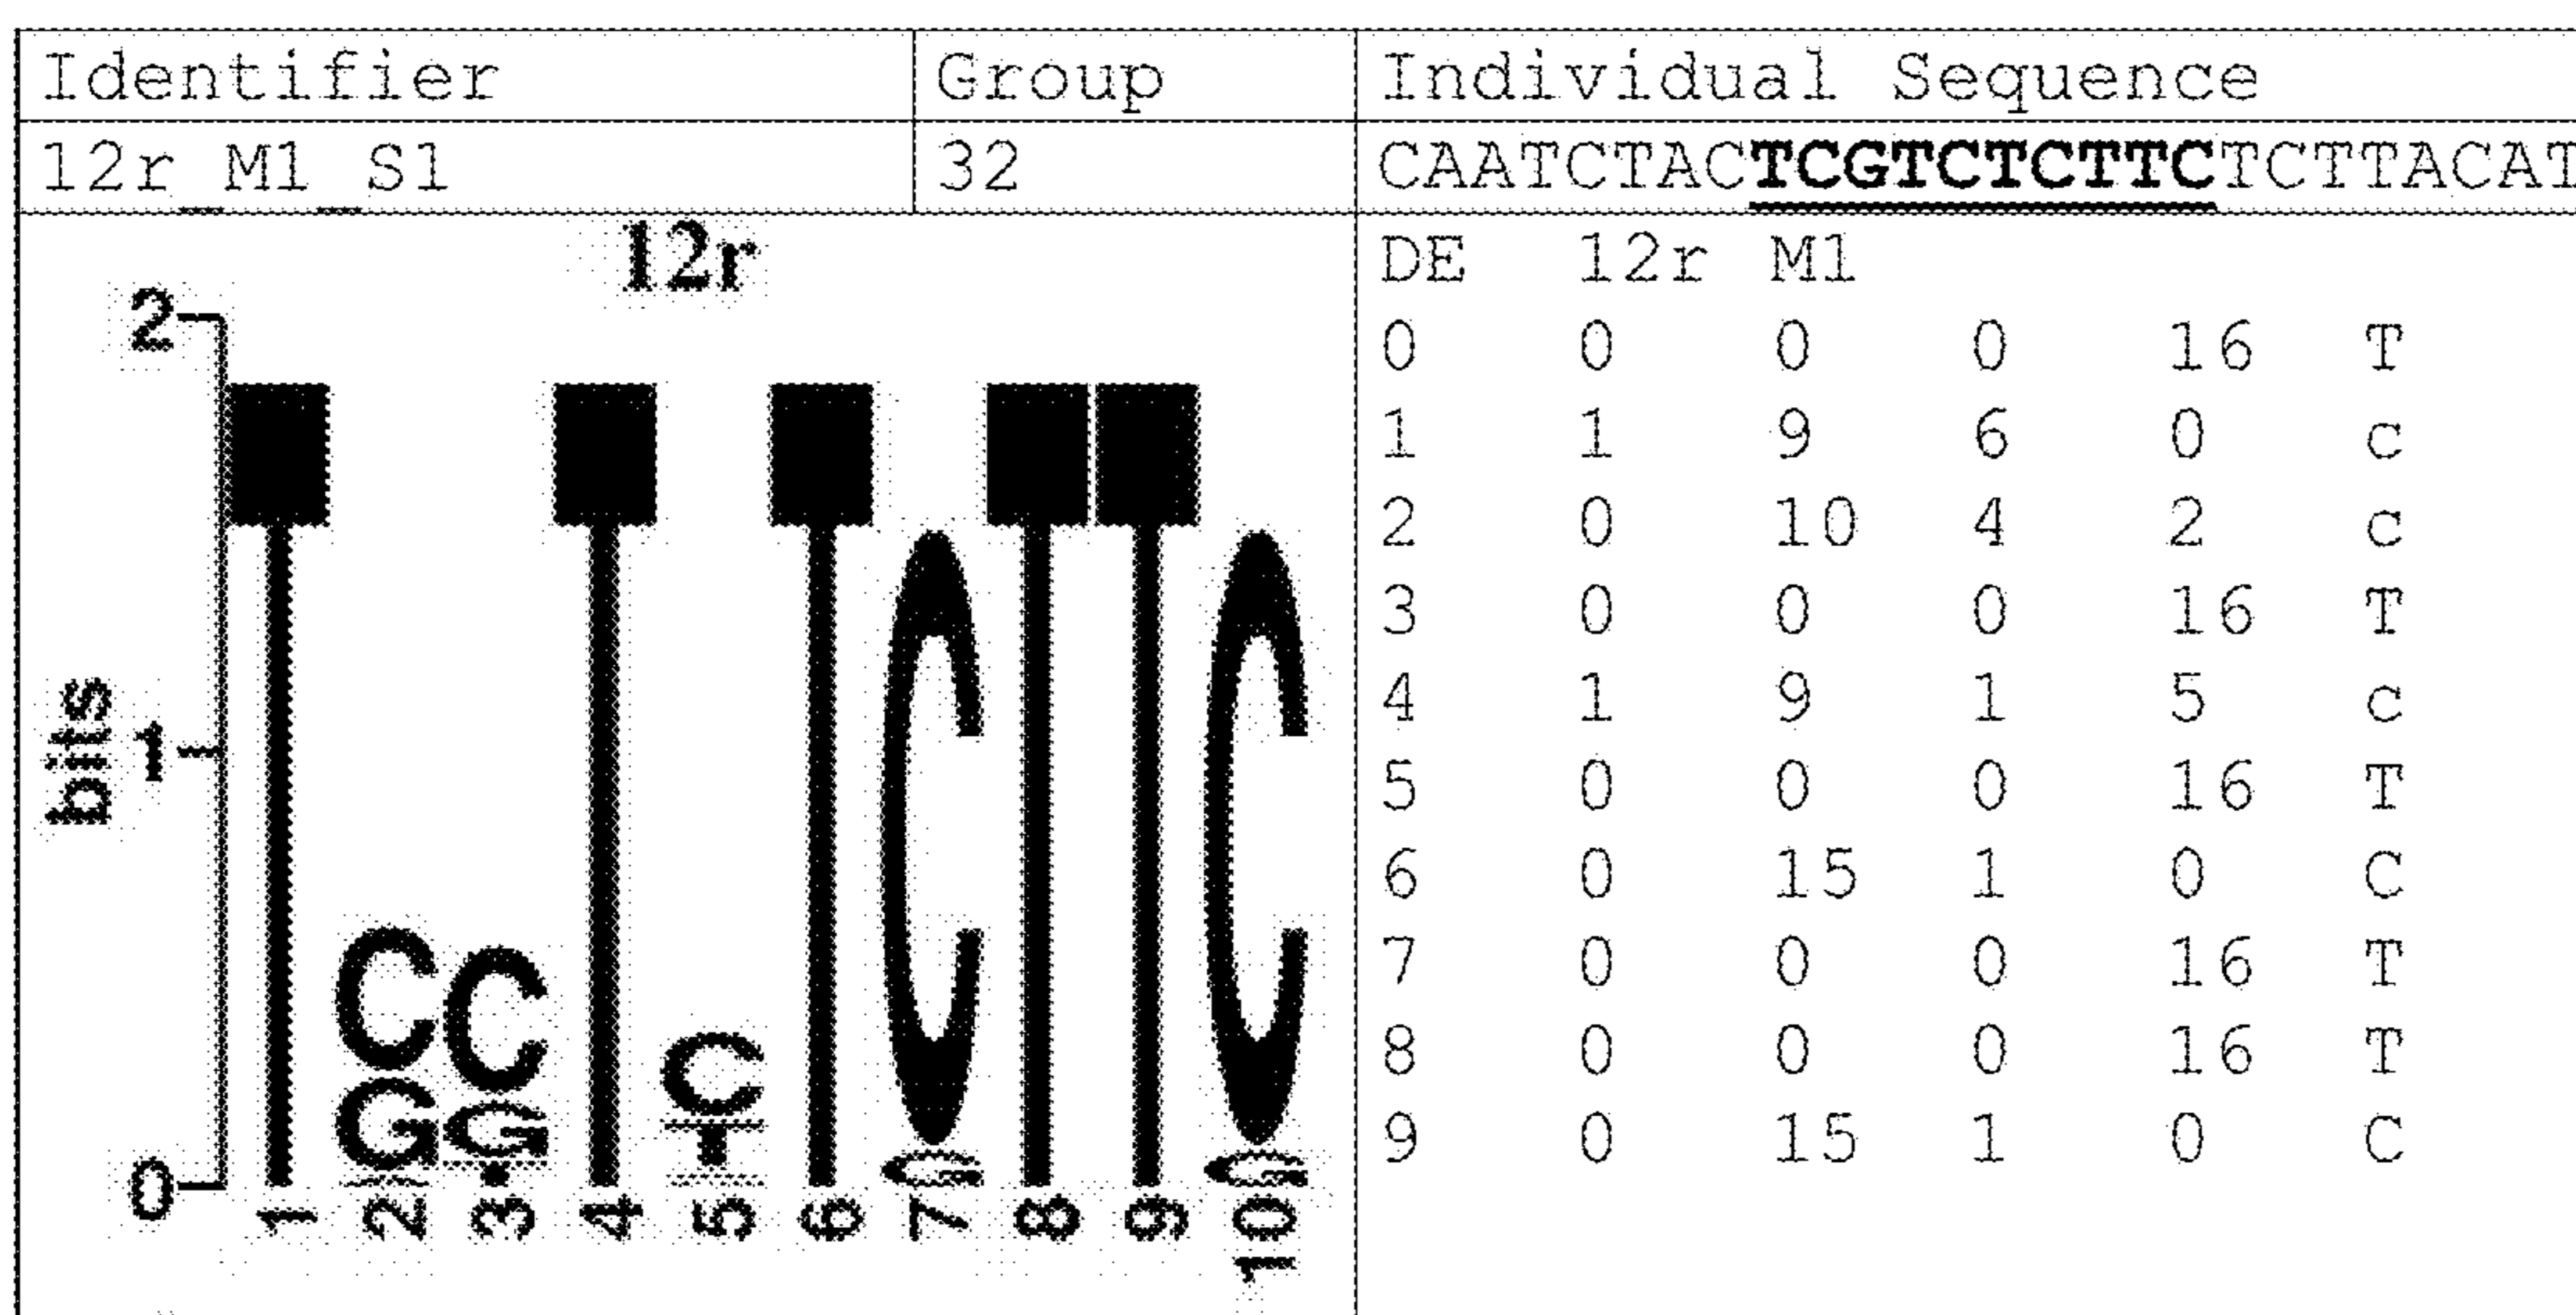 Identifier Group Individual Sequence
12r_M1_S1 32 CAATCTACTCGTCTCTTCTCTTACAT
12r
2
bits
1
0
T C G C G T C T T C G T T C G
1 2 3 4 5 6 7 8 9 10
DE 12r M1
0 0 0 0 16 T
1 1 9 6 0 c
2 0 10 4 2 c
3 0 0 0 16 T
4 1 9 1 5 c
5 0 0 0 16 T
6 0 15 1 0 C
7 0 0 0 16 T
8 0 0 0 16 T
9 0 15 1 0 C